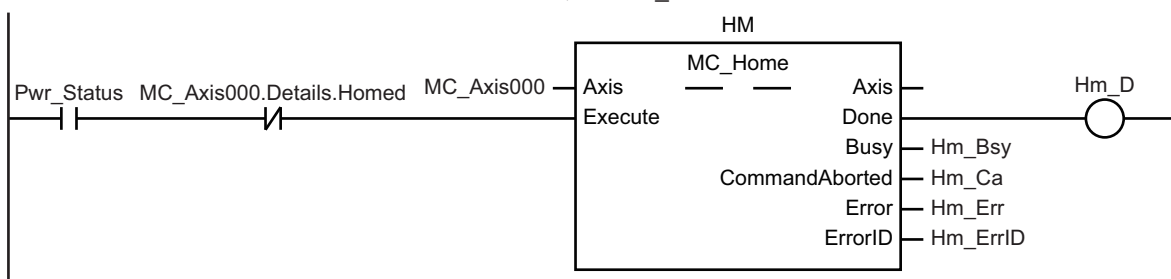 HM
MC_Home
Pwr_Status MC_Axis000.Details.Homed MC_Axis000 Axis Axis Hm_D
Execute Done
Busy Hm_Bsy
CommandAborted Hm_Ca
Error Hm_Err
ErrorID Hm_ErrID